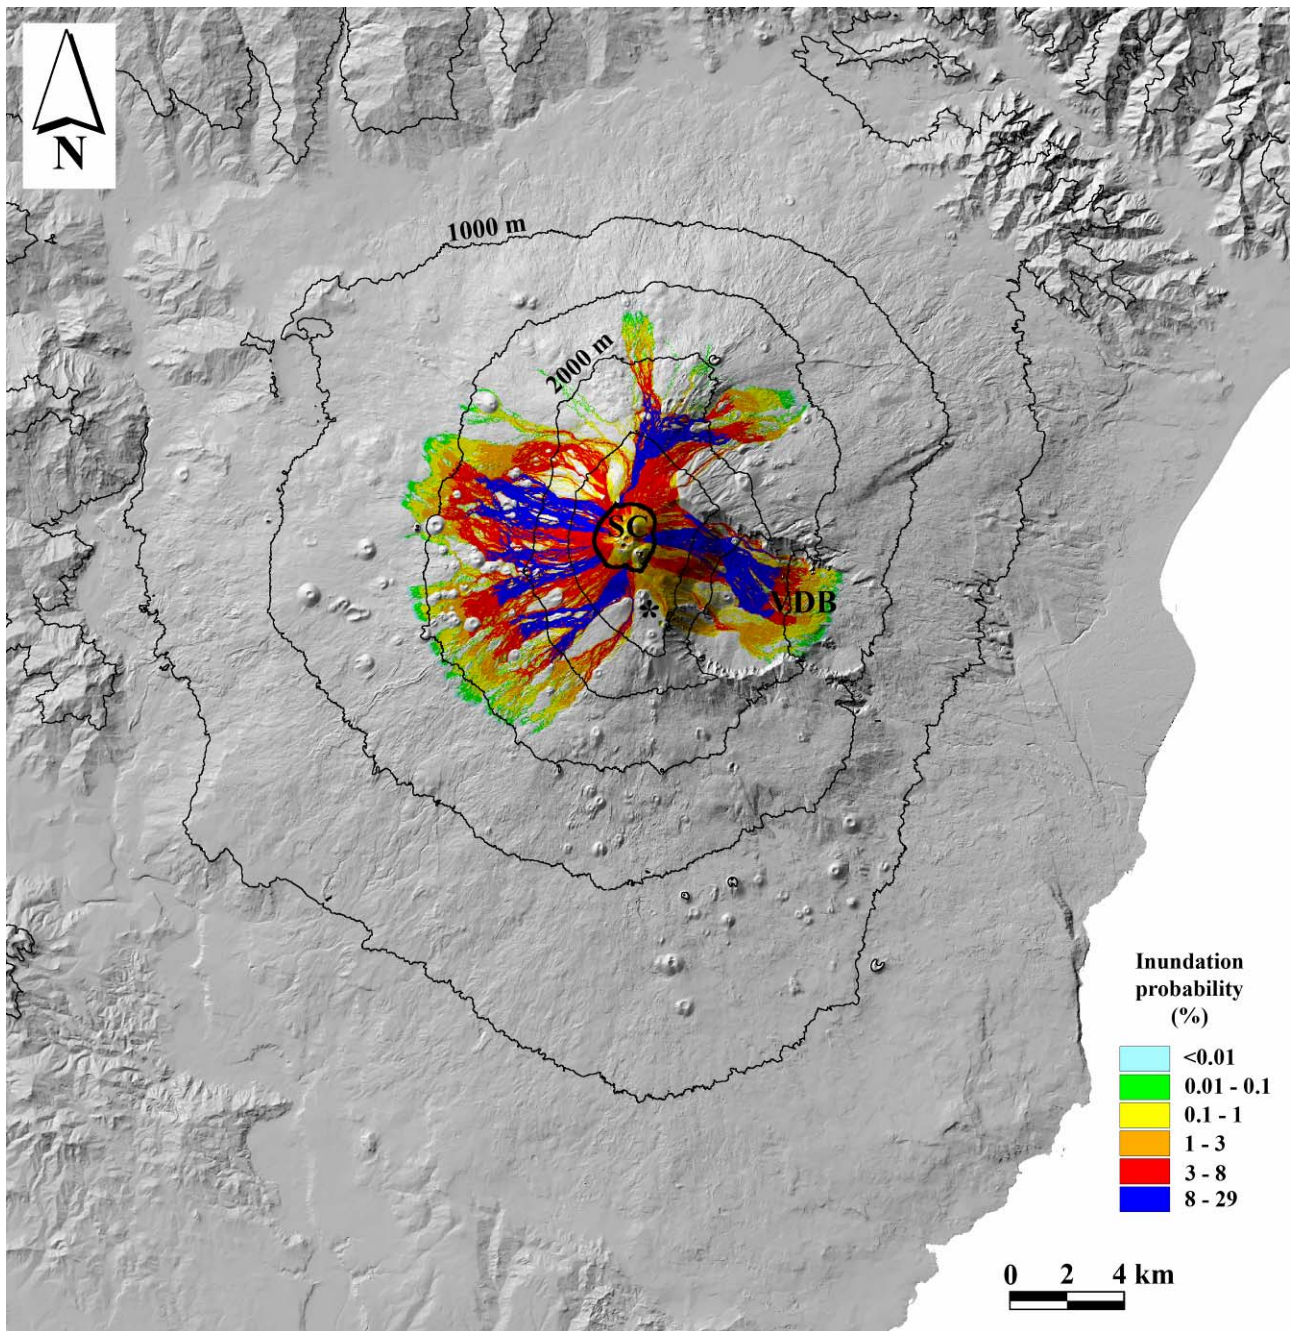 N
1000 m
2000 m
SC
*
VDB
Inundation
probability
(%)
<0.01
0.01 - 0.1
0.1 - 1
1 - 3
3 - 8
8 - 29
0 2 4 km